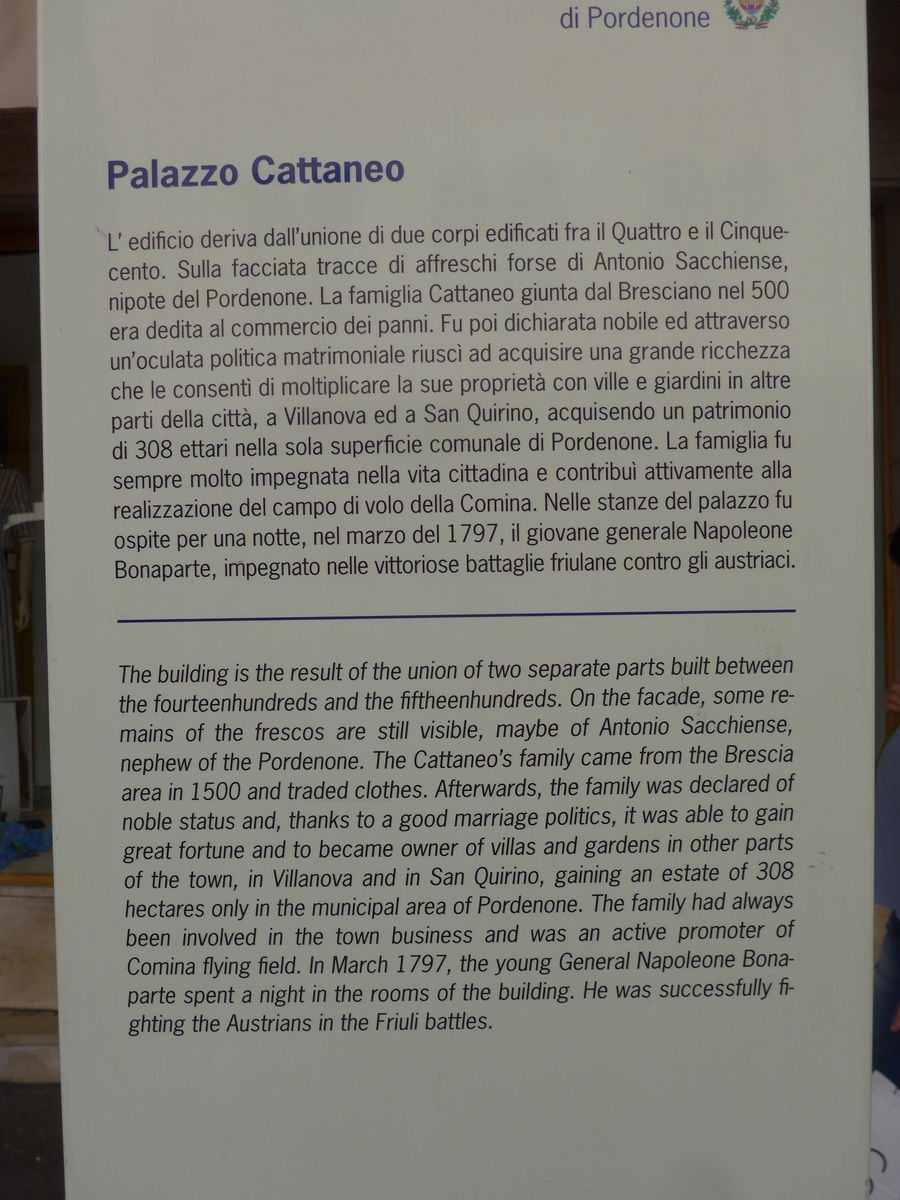 di Pordenone
Palazzo Cattaneo
L' edificio deriva dall'unione di due corpi edificati fra il Quattro e il Cinque-
cento. Sulla facciata tracce di affreschi forse di Antonio Sacchiense,
nipote del Pordenone. La famiglia Cattaneo giunta dal Bresciano nel 500
era dedita al commercio dei panni. Fu poi dichiarata nobile ed attraverso
un'oculata politica matrimoniale riuscì ad acquisire una grande ricchezza
che le consentì di moltiplicare la sue proprietà con ville e giardini in altre
parti della città, a Villanova ed a San Quirino, acquisendo un patrimonio
di 308 ettari nella sola superficie comunale di Pordenone. La famiglia fu
sempre molto impegnata nella vita cittadina e contribuì attivamente alla
realizzazione del campo di volo della Comina. Nelle stanze del palazzo fu
ospite per una notte, nel marzo del 1797, il giovane generale Napoleone
Bonaparte, impegnato nelle vittoriose battaglie friulane contro gli austriaci.
The building is the result of the union of two separate parts built between
the fourteenhundreds and the fiftheenhundreds. On the facade, some re-
mains of the frescos are still visible, maybe of Antonio Sacchiense,
nephew of the Pordenone. The Cattaneo's family came from the Brescia
area in 1500 and traded clothes. Afterwards, the family was declared of
noble status and, thanks to a good marriage politics, it was able to gain
great fortune and to became owner of villas and gardens in other parts
of the town, in Villanova and in San Quirino, gaining an estate of 308
hectares only in the municipal area of Pordenone. The family had always
been involved in the town business and was an active promoter of
Comina flying field. In March 1797, the young General Napoleone Bona-
parte spent a night in the rooms of the building. He was successfully fi-
ghting the Austrians in the Friuli battles.